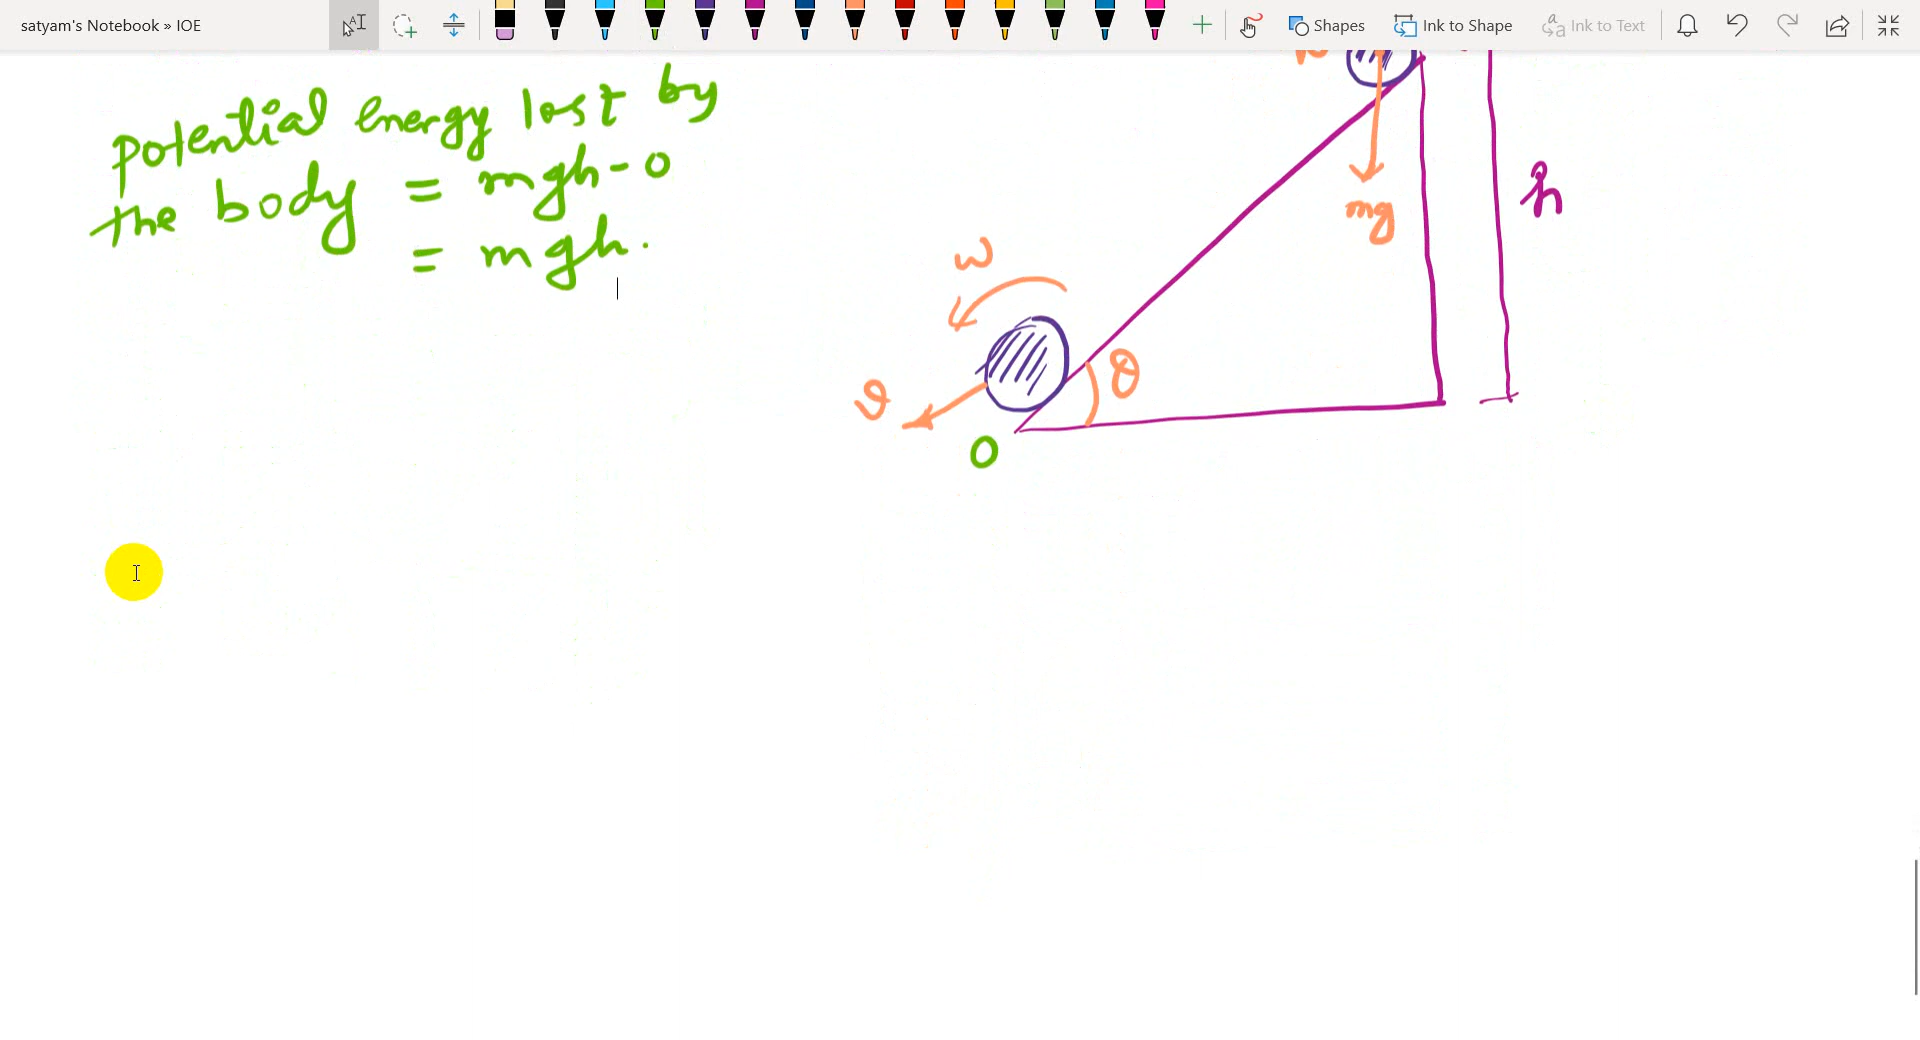 satyam's Notebook » IOE
Shapes
Ink to Shape
Ink to Text
potential energy lost by
the body = mgh - 0
= mgh.
mg
h
ω
θ
v
O